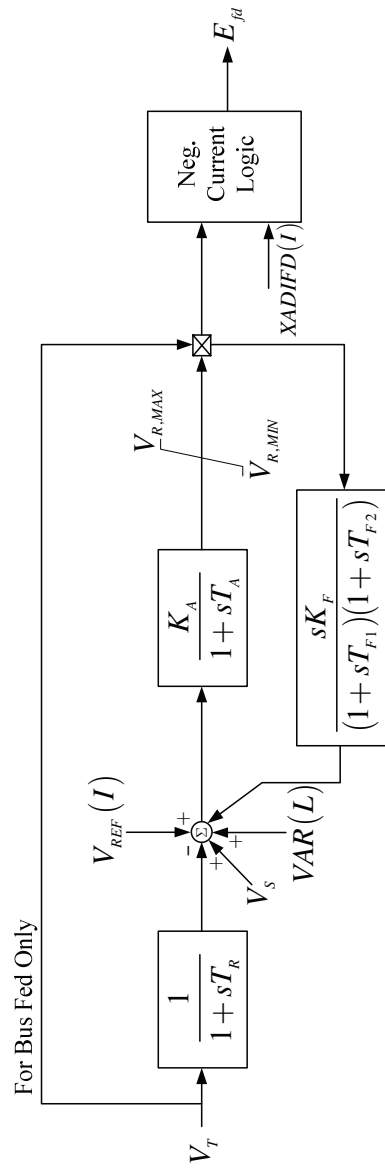 For Bus Fed Only
V_T
1
1 + sT_R
V_REF (I)
-
+
Σ
+
+
V_S
VAR (L)
K_A
1 + sT_A
V_R,MAX
V_R,MIN
sK_F
(1 + sT_F1)(1 + sT_F2)
XADIFD (I)
Neg.
Current
Logic
E_fd